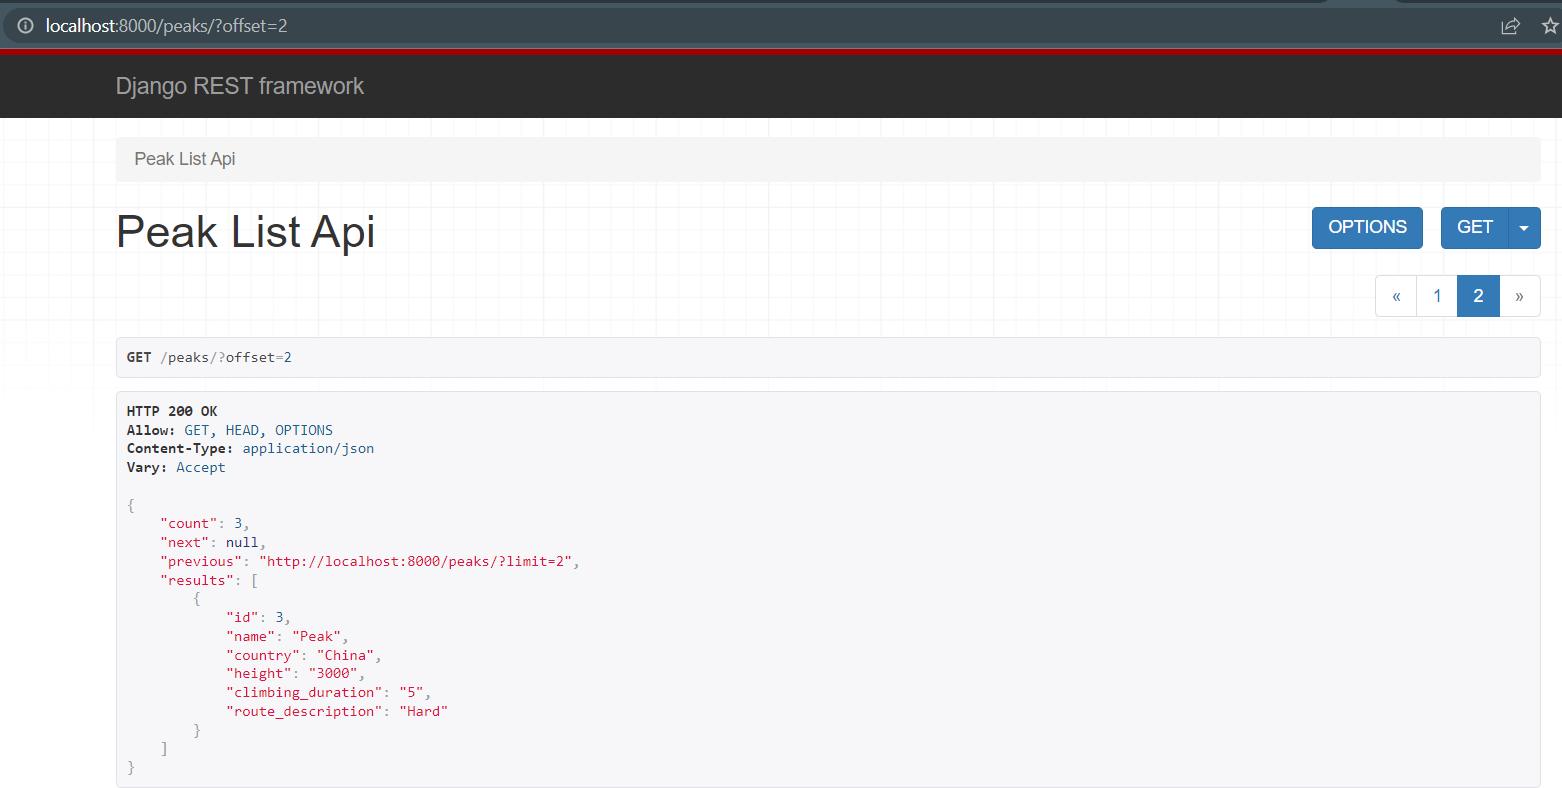 localhost:8000/peaks/?offset=2
Django REST framework
Peak List Api
Peak List Api
OPTIONS GET
« 1 2 »
GET /peaks/?offset=2
HTTP 200 OK
Allow: GET, HEAD, OPTIONS
Content-Type: application/json
Vary: Accept
{
    "count": 3,
    "next": null,
    "previous": "http://localhost:8000/peaks/?limit=2",
    "results": [
        {
            "id": 3,
            "name": "Peak",
            "country": "China",
            "height": "3000",
            "climbing_duration": "5",
            "route_description": "Hard"
        }
    ]
}